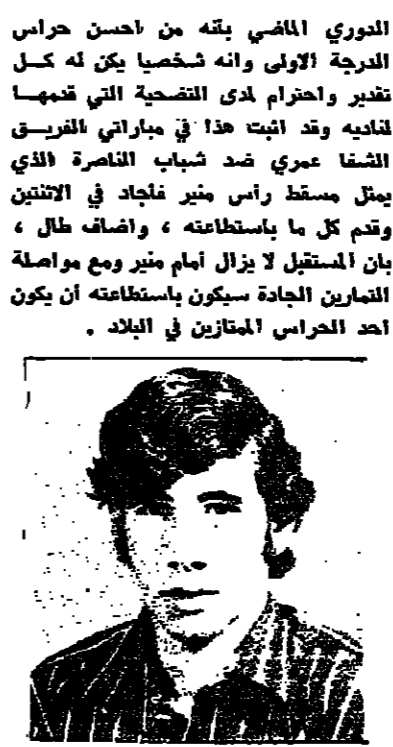 الدوري الماضي بأنه من احسن حراس
الدرجة الاولى وانه شخصيا يكن له كل
تقدير واحترام لمدى التضحية التي قدمها
لناديه وقد اثبت هذا في مباراتي الفريق
الشفا عمري ضد شباب الناصرة الذي
يمثل مسقط رأس منير فأجاد في الاثنتين
وقدم كل ما باستطاعته ، واضاف طال ،
بان المستقبل لا يزال أمام منير ومع مواصلة
التمارين الجادة سيكون باستطاعته أن يكون
احد الحراس الممتازين في البلاد .